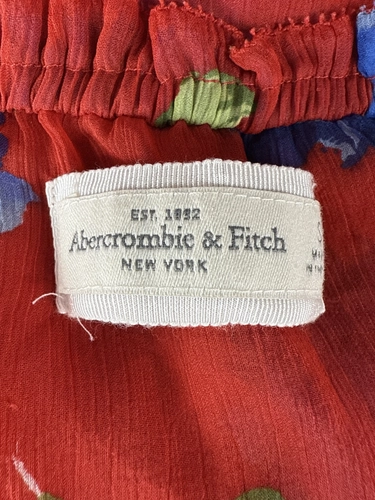 EST. 1892
Abercrombie & Fitch
NEW YORK